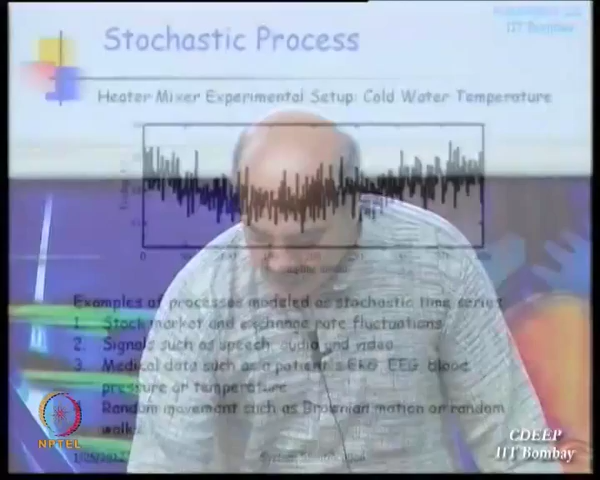 IIT Bombay
Stochastic Process
Heater Mixer Experimental Setup: Cold Water Temperature
0
Examples of processes modeled as stochastic time series
1. Stock market and exchange rate fluctuations
2. Signals such as speech, audio and video
3. Medical data such as a patient's EKG, EEG, blood
pressure or temperature
4. Random movement such as Brownian motion or random
walks
NPTEL
CDEEP
IIT Bombay